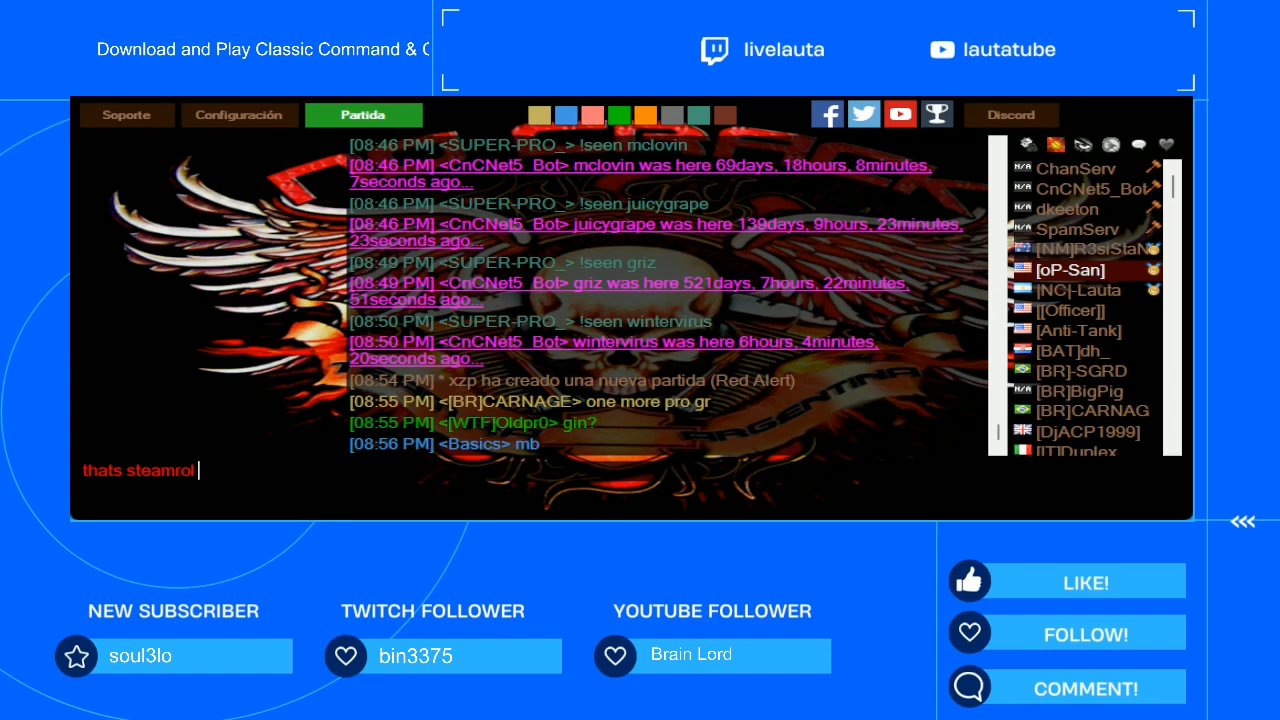 Download and Play Classic Command &
livelauta
lautatube
Soporte
Configuración
Partida
Discord
[08:46 PM] <SUPER-PRO_> !seen mclovin
[08:46 PM] <CnCNet5_Bot> mclovin was here 69days, 18hours, 8minutes,
7seconds ago...
[08:46 PM] <SUPER-PRO_> !seen juicygrape
[08:46 PM] <CnCNet5_Bot> juicygrape was here 139days, 9hours, 23minutes,
23seconds ago...
[08:49 PM] <SUPER-PRO_> !seen griz
[08:49 PM] <CnCNet5_Bot> griz was here 521days, 7hours, 22minutes,
51seconds ago...
[08:50 PM] <SUPER-PRO_> !seen wintervirus
[08:50 PM] <CnCNet5_Bot> wintervirus was here 6hours, 4minutes,
20seconds ago...
[08:54 PM] * xzp ha creado una nueva partida (Red Alert)
[08:55 PM] <[BR]CARNAGE> one more pro gr
[08:55 PM] <[WTF]Oldpr0> gin?
[08:56 PM] <Basics> mb
ARGENTINA
N/A ChanServ
N/A CnCNet5_Bot
N/A dkeeton
N/A SpamServ
[NM]R3siStaN
[oP-San]
|NC|-Lauta
[[Officer]]
[Anti-Tank]
[BAT]dh_
[BR]-SGRD
N/A [BR]BigPig
[BR]CARNAG
[DjACP1999]
[IT]Duplex
thats steamrol
NEW SUBSCRIBER
soul3lo
TWITCH FOLLOWER
bin3375
YOUTUBE FOLLOWER
Brain Lord
LIKE!
FOLLOW!
COMMENT!